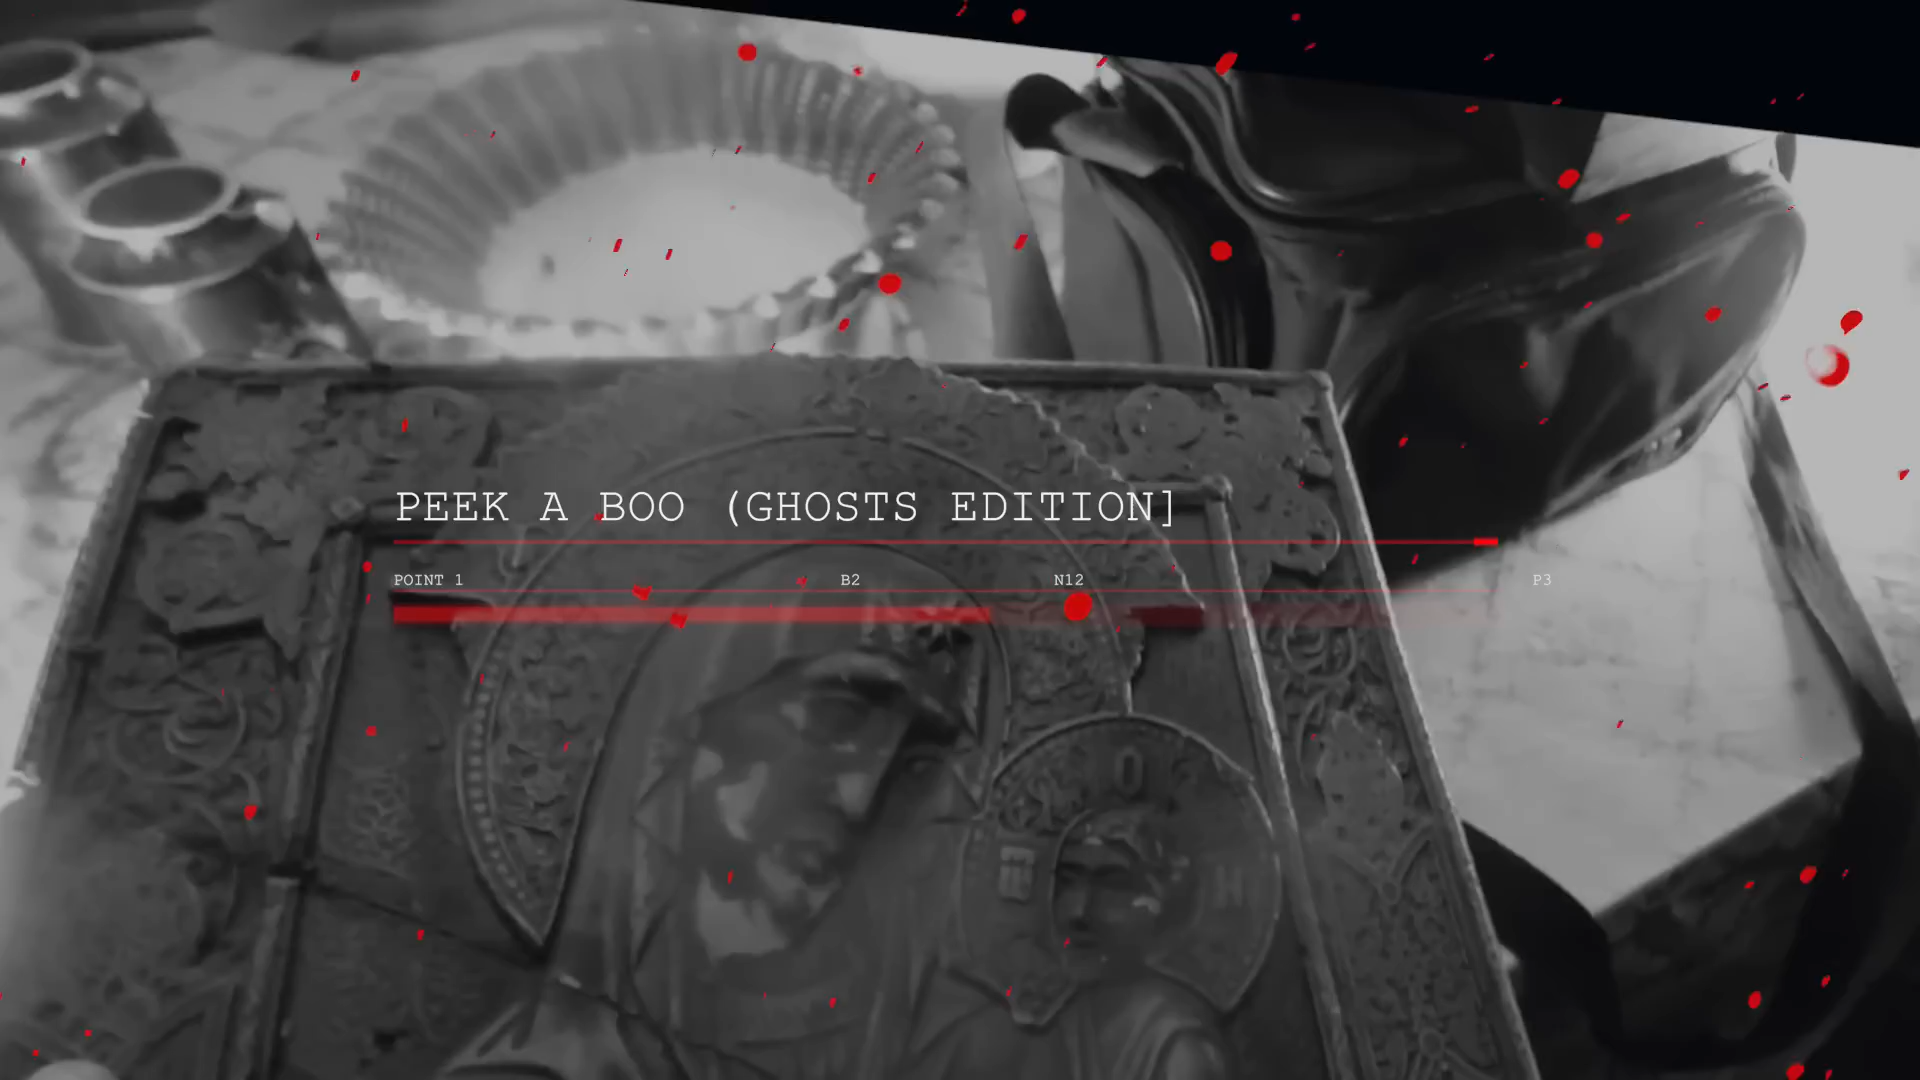 PEEK A BOO (GHOSTS EDITION]
POINT 1 B2 N12 P3